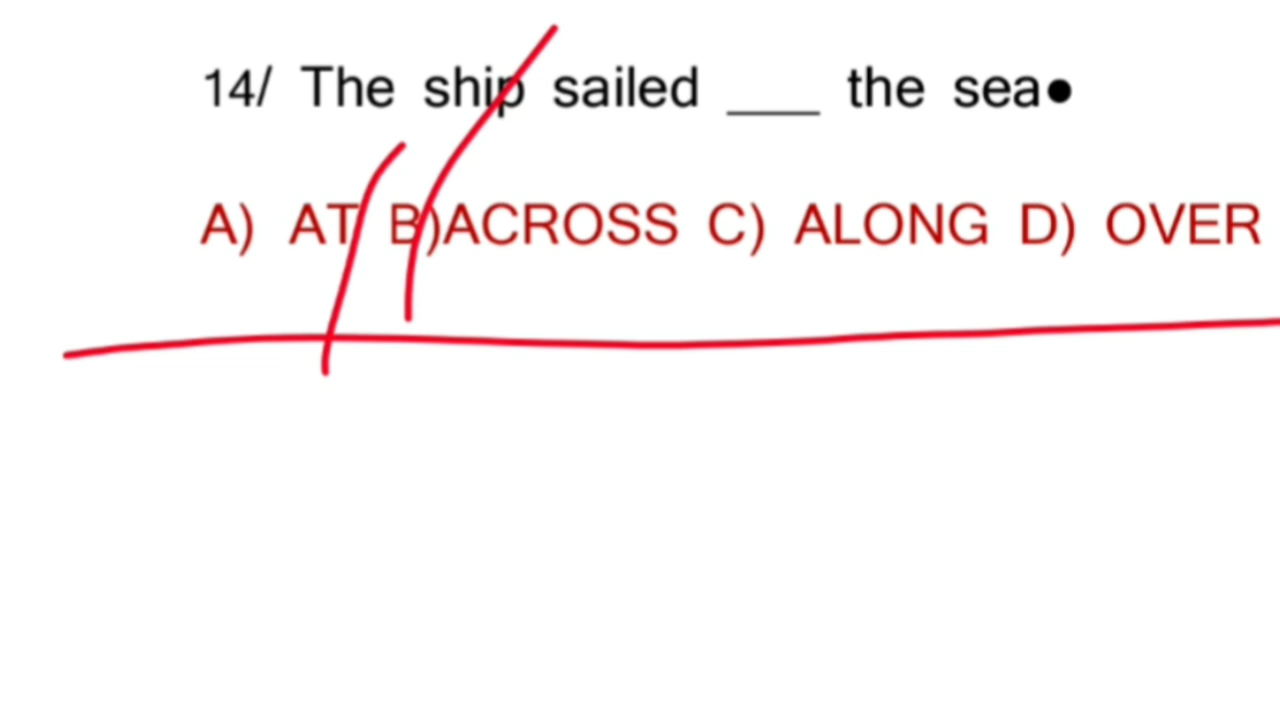 14/ The ship sailed ___ the sea●
A) AT B)ACROSS C) ALONG D) OVER